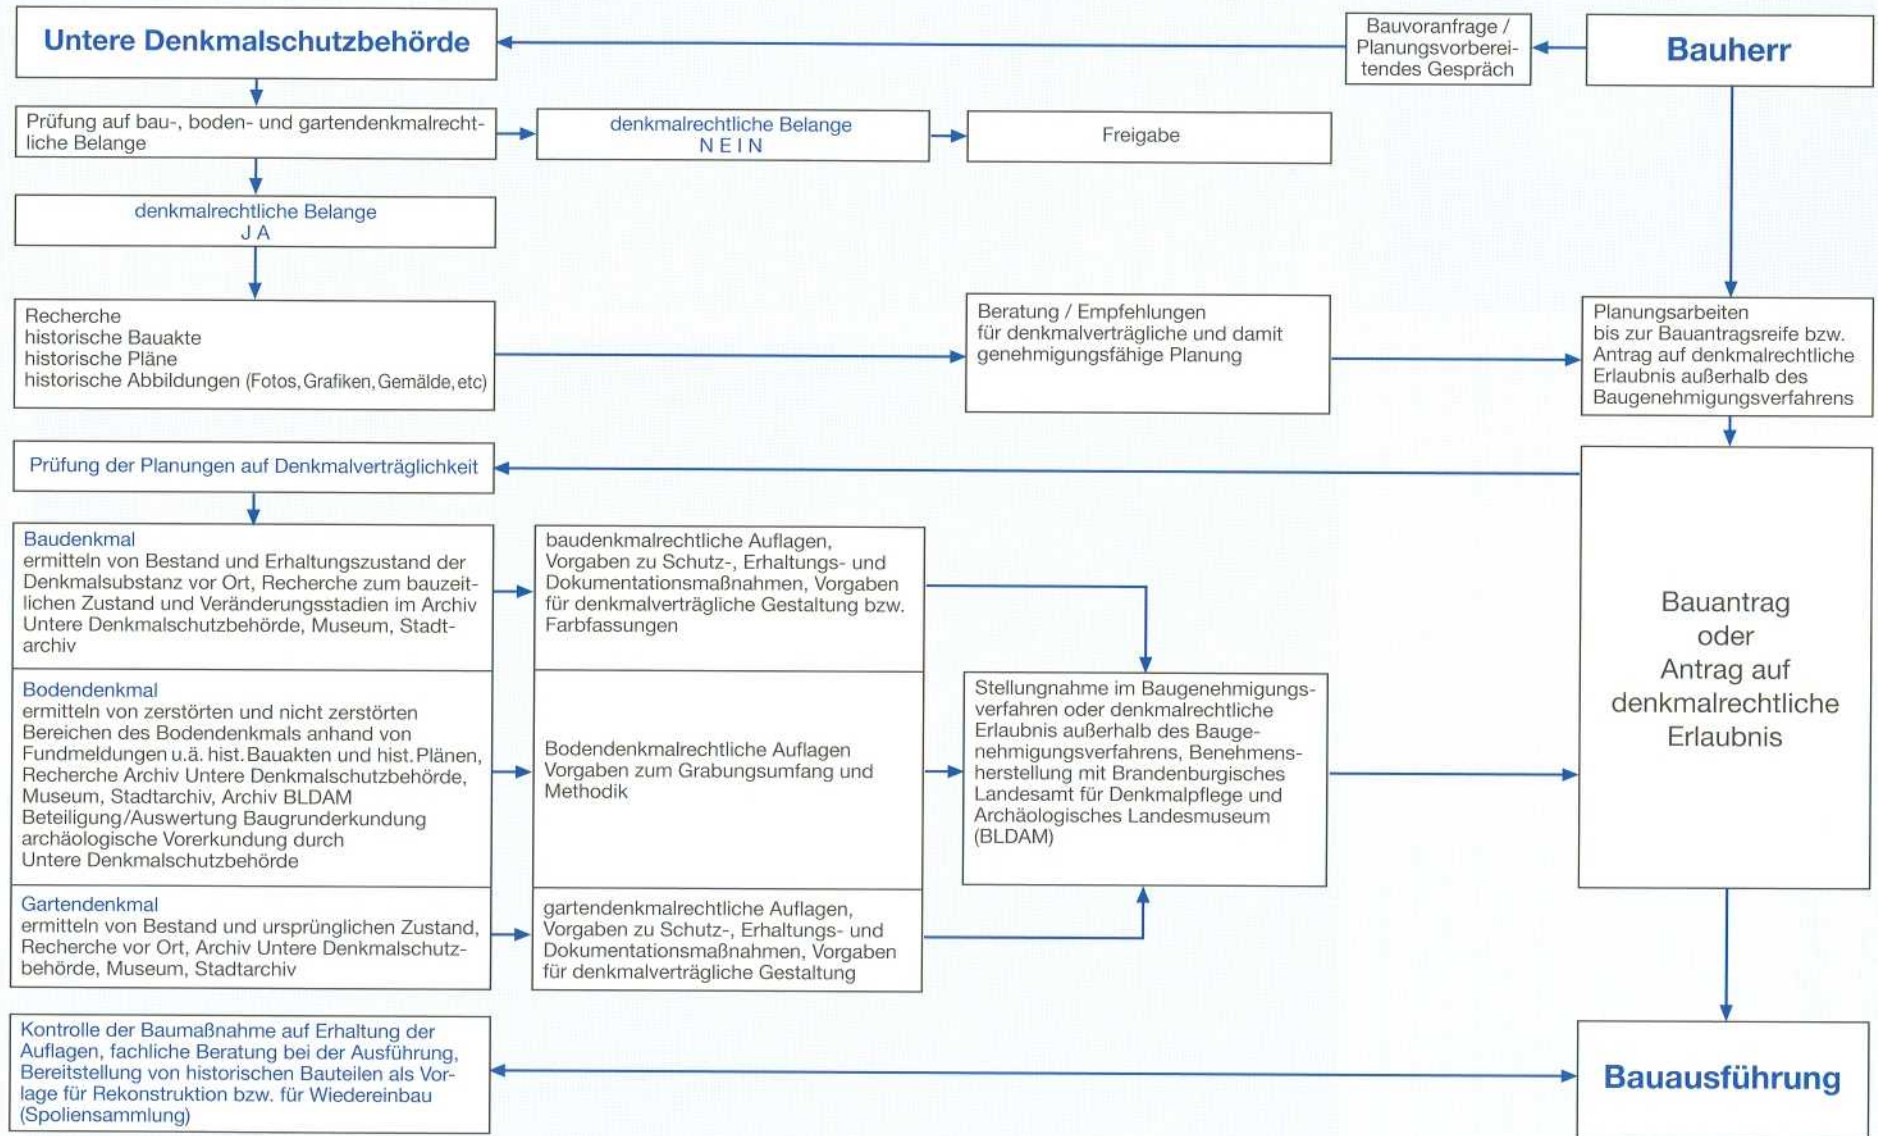 Untere Denkmalschutzbehörde
Bauvoranfrage /
Planungsvorberei-
tendes Gespräch
Bauherr
Prüfung auf bau-, boden- und gartendenkmalrecht-
liche Belange
denkmalrechtliche Belange
N E I N
Freigabe
denkmalrechtliche Belange
J A
Recherche
historische Bauakte
historische Pläne
historische Abbildungen (Fotos, Grafiken, Gemälde, etc)
Beratung / Empfehlungen
für denkmalverträgliche und damit
genehmigungsfähige Planung
Planungsarbeiten
bis zur Bauantragsreife bzw.
Antrag auf denkmalrechtliche
Erlaubnis außerhalb des
Baugenehmigungsverfahrens
Prüfung der Planungen auf Denkmalverträglichkeit
Baudenkmal
ermitteln von Bestand und Erhaltungszustand der
Denkmalsubstanz vor Ort, Recherche zum bauzeit-
lichen Zustand und Veränderungsstadien im Archiv
Untere Denkmalschutzbehörde, Museum, Stadt-
archiv
baudenkmalrechtliche Auflagen,
Vorgaben zu Schutz-, Erhaltungs- und
Dokumentationsmaßnahmen, Vorgaben
für denkmalverträgliche Gestaltung bzw.
Farbfassungen
Bodendenkmal
ermitteln von zerstörten und nicht zerstörten
Bereichen des Bodendenkmals anhand von
Fundmeldungen u.ä. hist. Bauakten und hist. Plänen,
Recherche Archiv Untere Denkmalschutzbehörde,
Museum, Stadtarchiv, Archiv BLDAM
Beteiligung/Auswertung Baugrunderkundung
archäologische Vorerkundung durch
Untere Denkmalschutzbehörde
Bodendenkmalrechtliche Auflagen
Vorgaben zum Grabungsumfang und
Methodik
Stellungnahme im Baugenehmigungs-
verfahren oder denkmalrechtliche
Erlaubnis außerhalb des Bauge-
nehmigungsverfahrens, Benehmens-
herstellung mit Brandenburgisches
Landesamt für Denkmalpflege und
Archäologisches Landesmuseum
(BLDAM)
Bauantrag
oder
Antrag auf
denkmalrechtliche
Erlaubnis
Gartendenkmal
ermitteln von Bestand und ursprünglichen Zustand,
Recherche vor Ort, Archiv Untere Denkmalschutz-
behörde, Museum, Stadtarchiv
gartendenkmalrechtliche Auflagen,
Vorgaben zu Schutz-, Erhaltungs- und
Dokumentationsmaßnahmen, Vorgaben
für denkmalverträgliche Gestaltung
Kontrolle der Baumaßnahme auf Erhaltung der
Auflagen, fachliche Beratung bei der Ausführung,
Bereitstellung von historischen Bauteilen als Vor-
lage für Rekonstruktion bzw. für Wiedereinbau
(Spoliensammlung)
Bauausführung